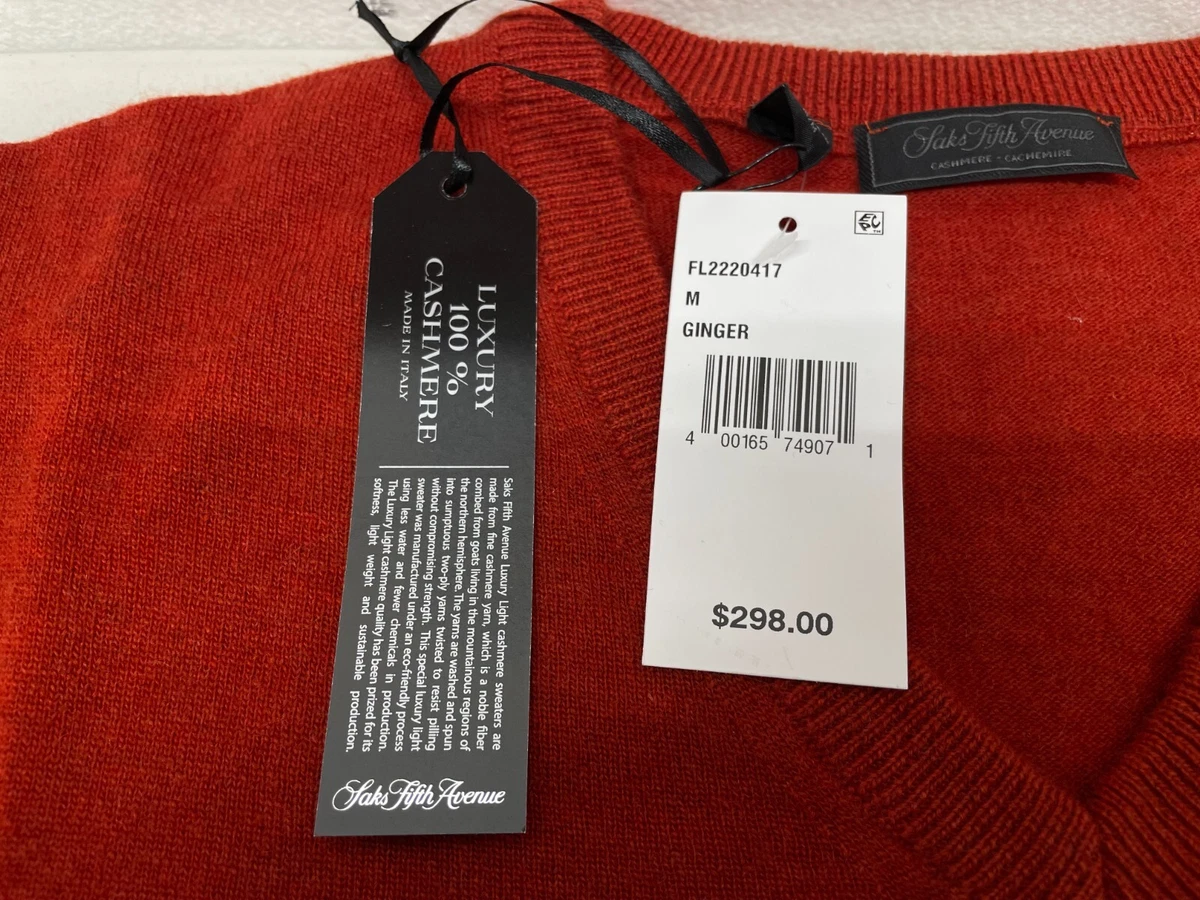 LUXURY
100 %
CASHMERE
MADE IN ITALY
Saks Fifth Avenue Luxury Light cashmere sweaters are
made from fine cashmere yarn, which is a noble fiber
combed from goats living in the mountainous regions of
the northern hemisphere. The yarns are washed and spun
into sumptuous two-ply yarns twisted to resist pilling
without compromising strength. This special luxury light
sweater was manufactured under an eco-friendly process
using less water and fewer chemicals in production.
The Luxury Light cashmere quality has been prized for its
softness, light weight and sustainable production.
Saks Fifth Avenue
EPC TM
FL2220417
M
GINGER
4 00165 74907 1
$298.00
Saks Fifth Avenue
CASHMERE - CACHEMIRE